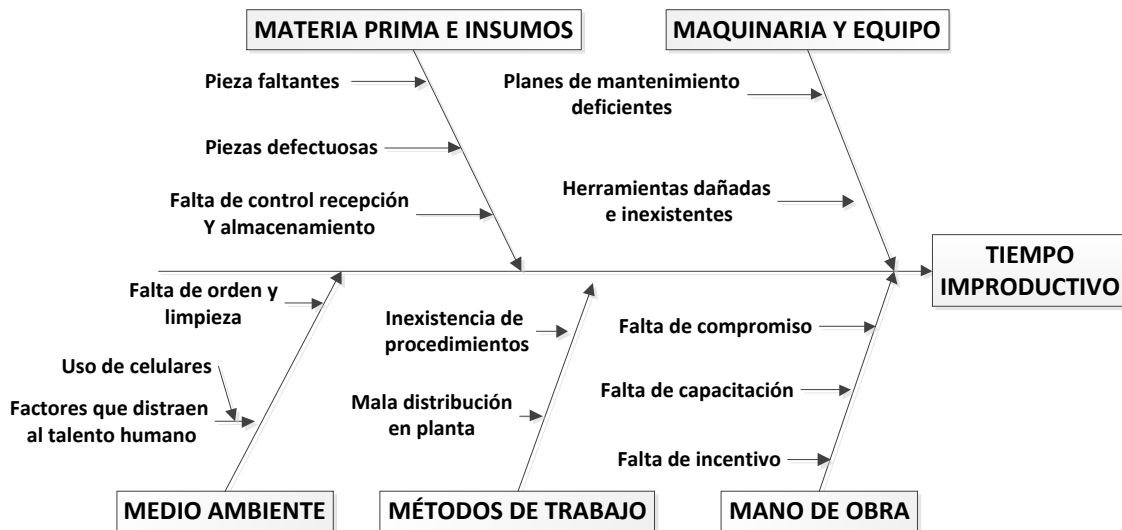 MATERIA PRIMA E INSUMOS
MAQUINARIA Y EQUIPO
Pieza faltantes
Piezas defectuosas
Falta de control recepción
Y almacenamiento
Planes de mantenimiento
deficientes
Herramientas dañadas
e inexistentes
TIEMPO
IMPRODUCTIVO
Falta de orden y
limpieza
Uso de celulares
Factores que distraen
al talento humano
Inexistencia de
procedimientos
Mala distribución
en planta
Falta de compromiso
Falta de capacitación
Falta de incentivo
MEDIO AMBIENTE
MÉTODOS DE TRABAJO
MANO DE OBRA